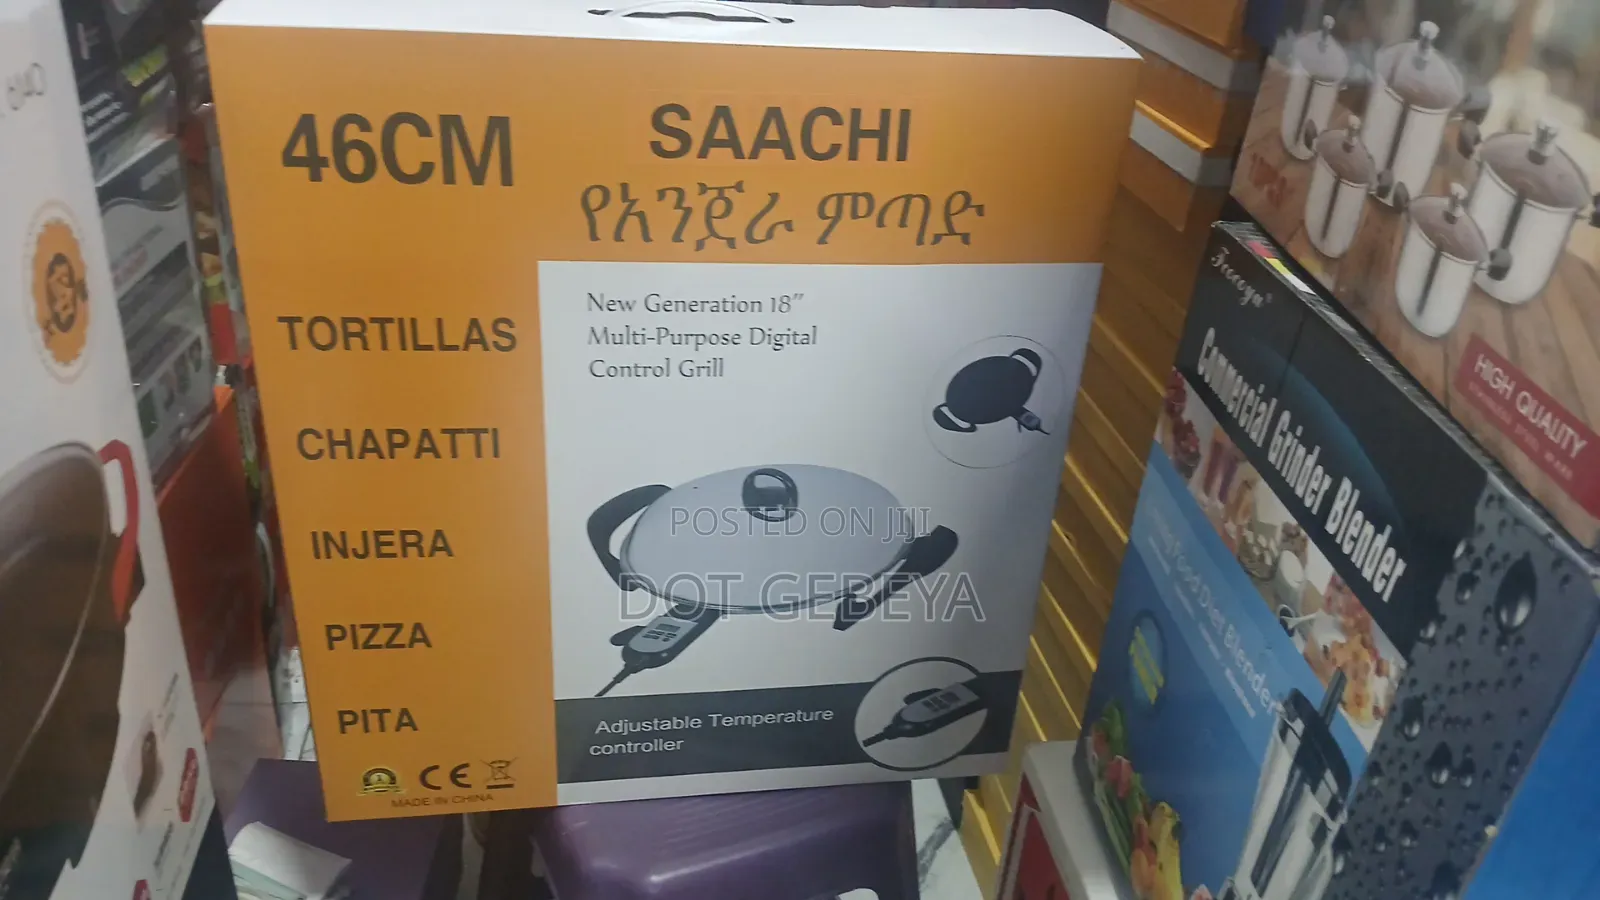 46CM
SAACHI
የእንጀራ ምጣድ
TORTILLAS
CHAPATTI
INJERA
PIZZA
PITA
CE
MADE IN CHINA
New Generation 18"
Multi-Purpose Digital
Control Grill
Adjustable Temperature
controller
POSTED ON JIJI
DOT GEBEYA
HIGH QUALITY
Commercial Grinder Blender